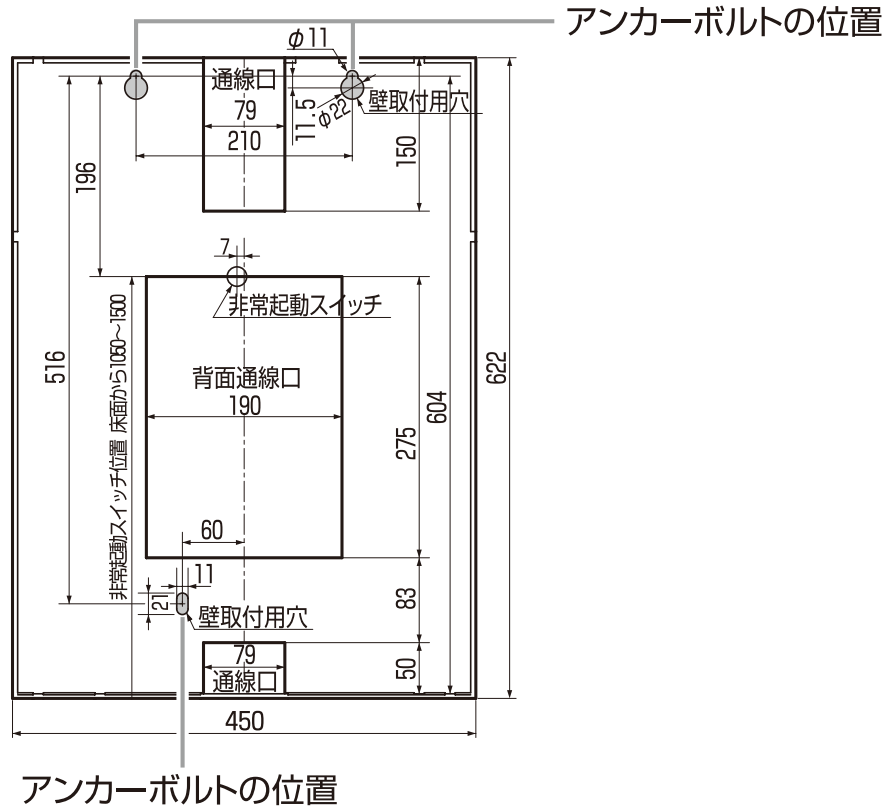 アンカーボルトの位置
φ11
通線口
79
210
11.5
φ22
壁取付用穴
150
196
7
非常起動スイッチ
516
非常起動スイッチ位置 床面から1050〜1500
背面通線口
190
275
604
622
60
11
21
壁取付用穴
83
79
通線口
50
450
アンカーボルトの位置